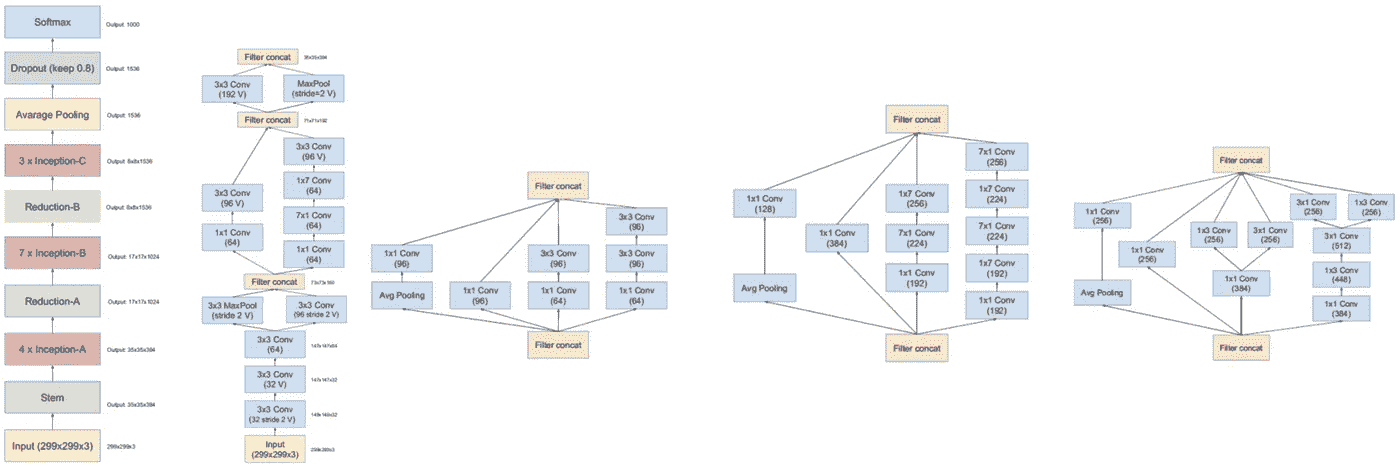 Softmax
Output: 1000
Dropout (keep 0.8)
Output: 1536
Avarage Pooling
Output: 1536
3 x Inception-C
Output: 8x8x1536
Reduction-B
Output: 8x8x1536
7 x Inception-B
Output: 17x17x1024
Reduction-A
Output: 17x17x1024
4 x Inception-A
Output: 35x35x384
Stem
Output: 35x35x384
Input (299x299x3)
299x299x3
Filter concat
35x35x384
3x3 Conv
(192 V)
MaxPool
(stride=2 V)
Filter concat
71x71x192
3x3 Conv
(96 V)
1x7 Conv
(64)
3x3 Conv
(96 V)
7x1 Conv
(64)
1x1 Conv
(64)
1x1 Conv
(64)
Filter concat
73x73x160
3x3 MaxPool
(stride 2 V)
3x3 Conv
(96 stride 2 V)
3x3 Conv
(64)
147x147x64
3x3 Conv
(32 V)
147x147x32
3x3 Conv
(32 stride 2 V)
149x149x32
Input
(299x299x3)
299x299x3
Filter concat
3x3 Conv
(96)
1x1 Conv
(96)
3x3 Conv
(96)
3x3 Conv
(96)
Avg Pooling
1x1 Conv
(96)
1x1 Conv
(64)
1x1 Conv
(64)
Filter concat
Filter concat
7x1 Conv
(256)
1x1 Conv
(128)
1x7 Conv
(256)
1x7 Conv
(224)
1x1 Conv
(384)
7x1 Conv
(224)
7x1 Conv
(224)
Avg Pooling
1x1 Conv
(192)
1x7 Conv
(192)
1x1 Conv
(192)
Filter concat
Filter concat
1x1 Conv
(256)
3x1 Conv
(256)
1x3 Conv
(256)
1x1 Conv
(256)
1x3 Conv
(256)
3x1 Conv
(256)
3x1 Conv
(512)
Avg Pooling
1x1 Conv
(384)
1x3 Conv
(448)
1x1 Conv
(384)
Filter concat